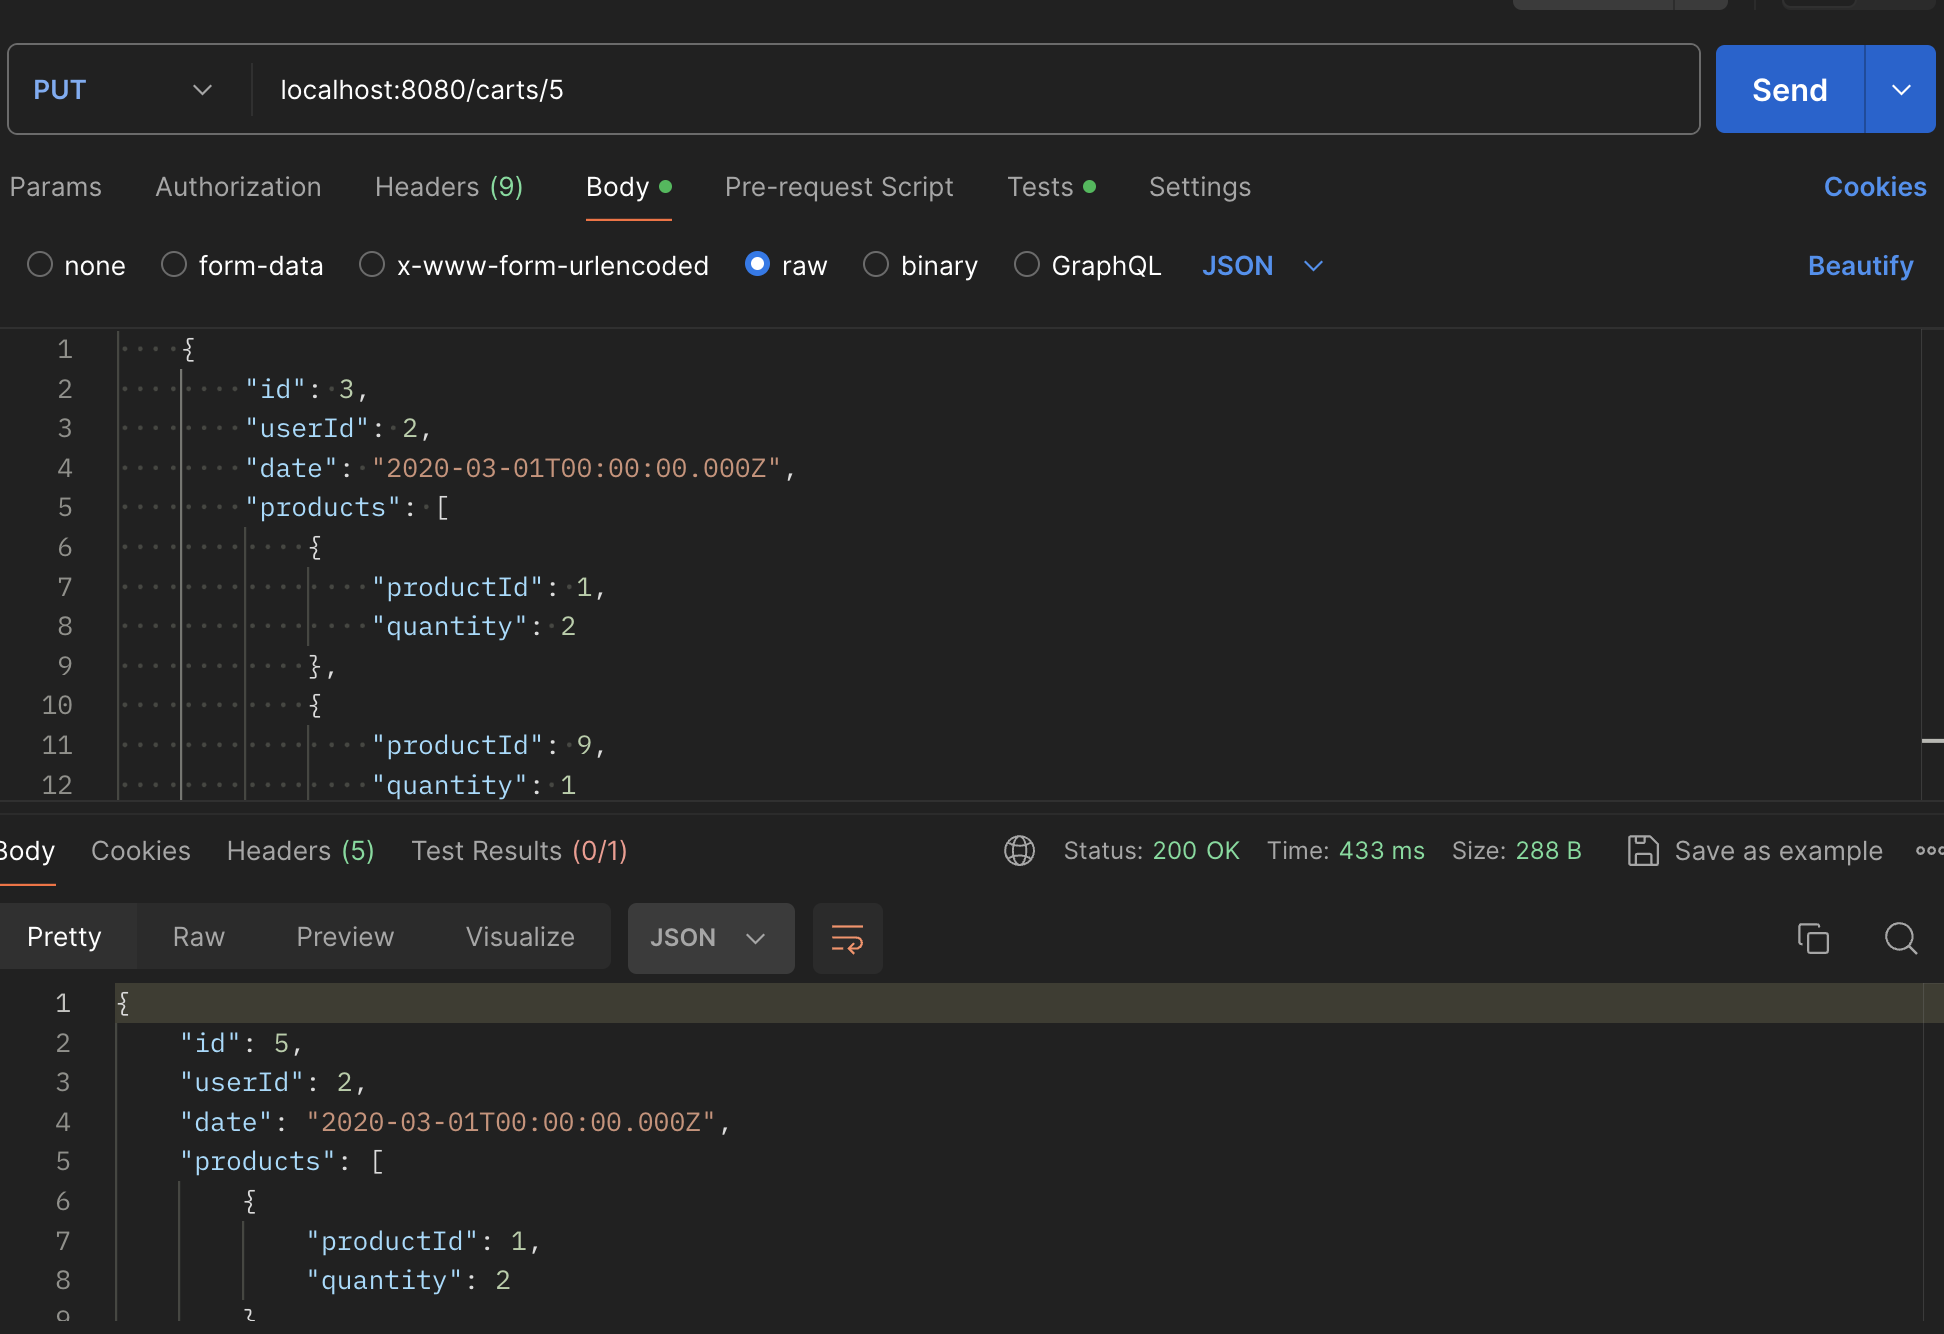 PUT localhost:8080/carts/5 Send
Params Authorization Headers (9) Body Pre-request Script Tests Settings Cookies
none form-data x-www-form-urlencoded raw binary GraphQL JSON Beautify
1 {
2 "id": 3,
3 "userId": 2,
4 "date": "2020-03-01T00:00:00.000Z",
5 "products": [
6 {
7 "productId": 1,
8 "quantity": 2
9 },
10 {
11 "productId": 9,
12 "quantity": 1
Body Cookies Headers (5) Test Results (0/1) Status: 200 OK Time: 433 ms Size: 288 B Save as example
Pretty Raw Preview Visualize JSON
1 {
2 "id": 5,
3 "userId": 2,
4 "date": "2020-03-01T00:00:00.000Z",
5 "products": [
6 {
7 "productId": 1,
8 "quantity": 2
9 }